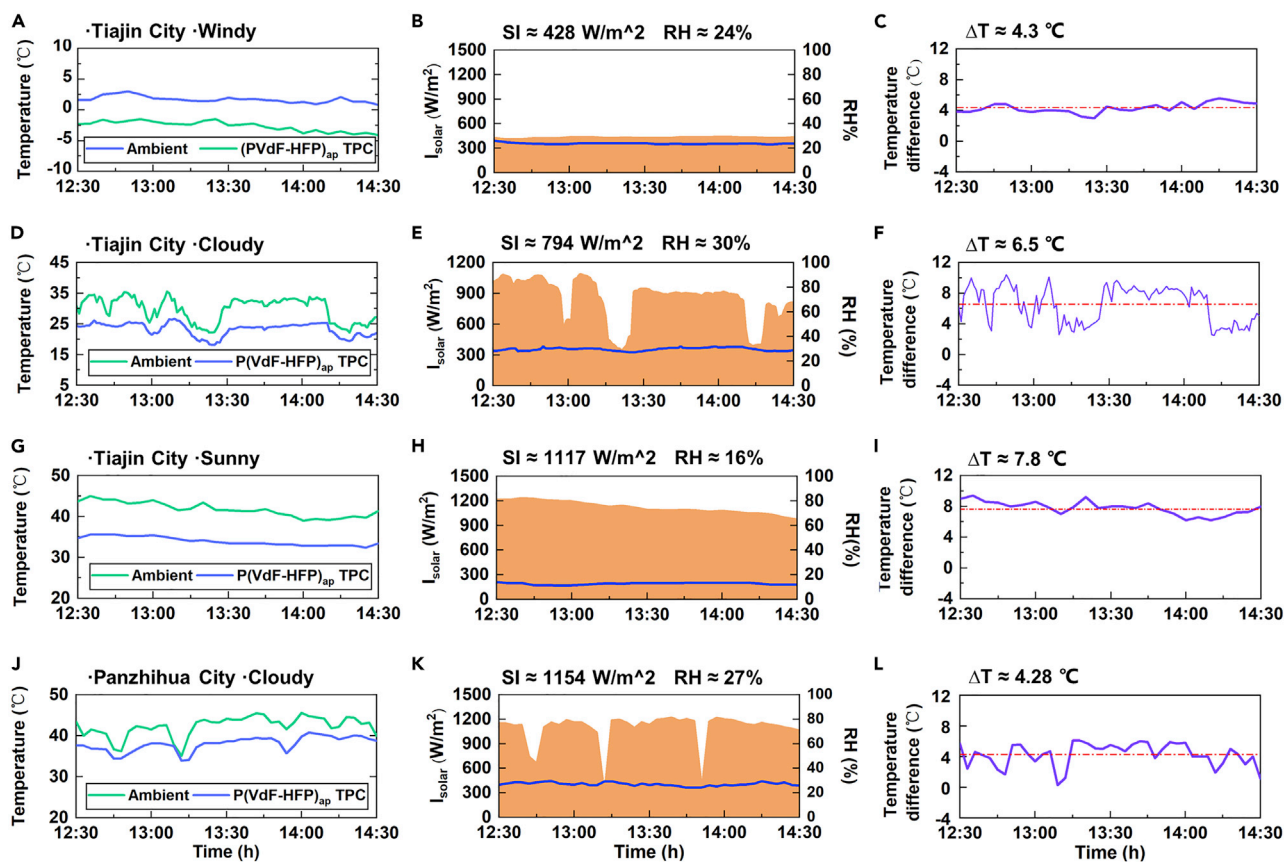 A
·Tiajin City ·Windy
Temperature (℃)
10
5
0
-5
-10
Ambient
(PVdF-HFP)ap TPC
12:30 13:00 13:30 14:00 14:30
B
SI ≈ 428 W/m^2 RH ≈ 24%
Isolar (W/m²)
1500
1200
900
600
300
0
100
80
60
40
20
0
RH%
12:30 13:00 13:30 14:00 14:30
C
ΔT ≈ 4.3 ℃
Temperature
difference (℃)
12
8
4
0
-4
12:30 13:00 13:30 14:00 14:30
D
·Tiajin City ·Cloudy
Temperature (℃)
45
35
25
15
5
Ambient
P(VdF-HFP)ap TPC
12:30 13:00 13:30 14:00 14:30
E
SI ≈ 794 W/m^2 RH ≈ 30%
Isolar (W/m²)
1200
900
600
300
0
100
80
60
40
20
0
RH (%)
12:30 13:00 13:30 14:00 14:30
F
ΔT ≈ 6.5 ℃
Temperature
difference (℃)
12
8
4
0
-4
12:30 13:00 13:30 14:00 14:30
G
·Tiajin City ·Sunny
Temperature (℃)
50
40
30
20
Ambient
P(VdF-HFP)ap TPC
12:30 13:00 13:30 14:00 14:30
H
SI ≈ 1117 W/m^2 RH ≈ 16%
Isolar (W/m²)
1500
1200
900
600
300
0
100
80
60
40
20
0
RH(%)
12:30 13:00 13:30 14:00 14:30
I
ΔT ≈ 7.8 ℃
Temperature
difference (℃)
12
8
4
0
-4
12:30 13:00 13:30 14:00 14:30
J
·Panzhihua City ·Cloudy
Temperature (℃)
50
40
30
20
Ambient
P(VdF-HFP)ap TPC
12:30 13:00 13:30 14:00 14:30
Time (h)
K
SI ≈ 1154 W/m^2 RH ≈ 27%
Isolar (W/m²)
1500
1200
900
600
300
0
100
80
60
40
20
0
RH (%)
12:30 13:00 13:30 14:00 14:30
Time (h)
L
ΔT ≈ 4.28 ℃
Temperature
difference (℃)
12
8
4
0
-4
12:30 13:00 13:30 14:00 14:30
Time (h)